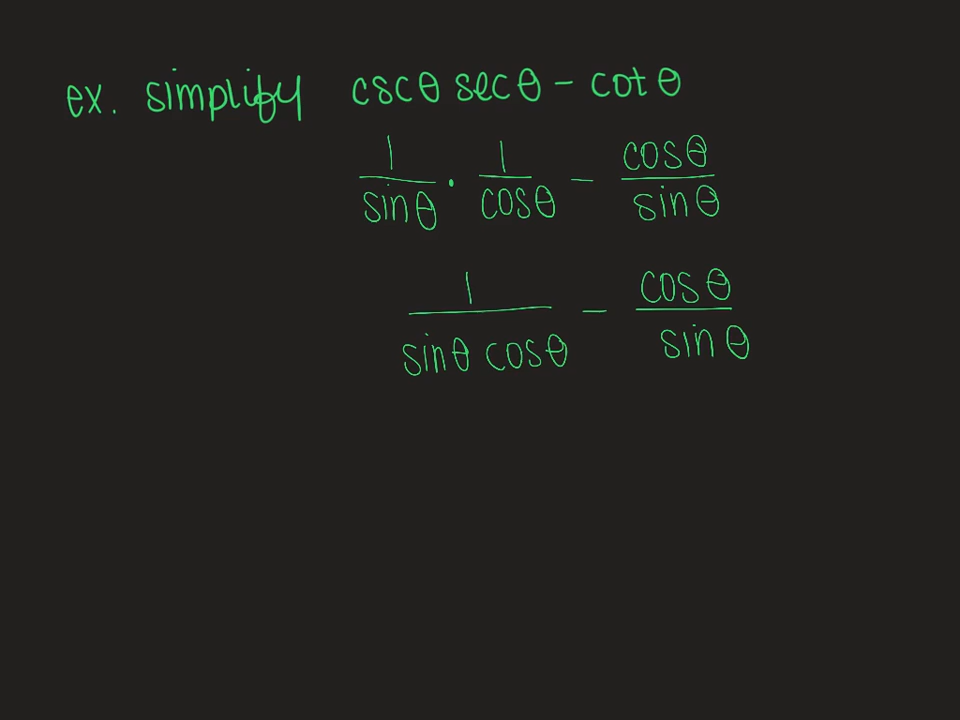 ex. simplify cscθ secθ - cotθ
1/sinθ · 1/cosθ - cosθ/sinθ
1/sinθ cosθ - cosθ/sinθ